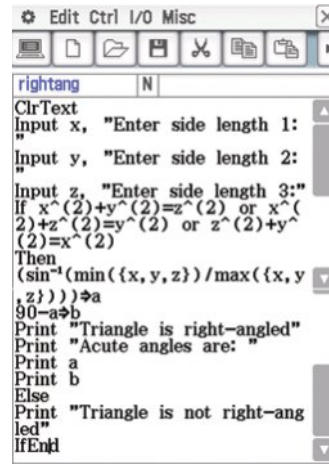 Edit Ctrl I/O Misc
rightang N
ClrText
Input x, "Enter side length 1:
"
Input y, "Enter side length 2:
"
Input z, "Enter side length 3:"
If x^(2)+y^(2)=z^(2) or x^(
2)+z^(2)=y^(2) or z^(2)+y^
(2)=x^(2)
Then
(sin⁻¹(min({x,y,z})/max({x,y
,z})))⇒a
90-a⇒b
Print "Triangle is right-angled"
Print "Acute angles are: "
Print a
Print b
Else
Print "Triangle is not right-ang
led"
IfEnd